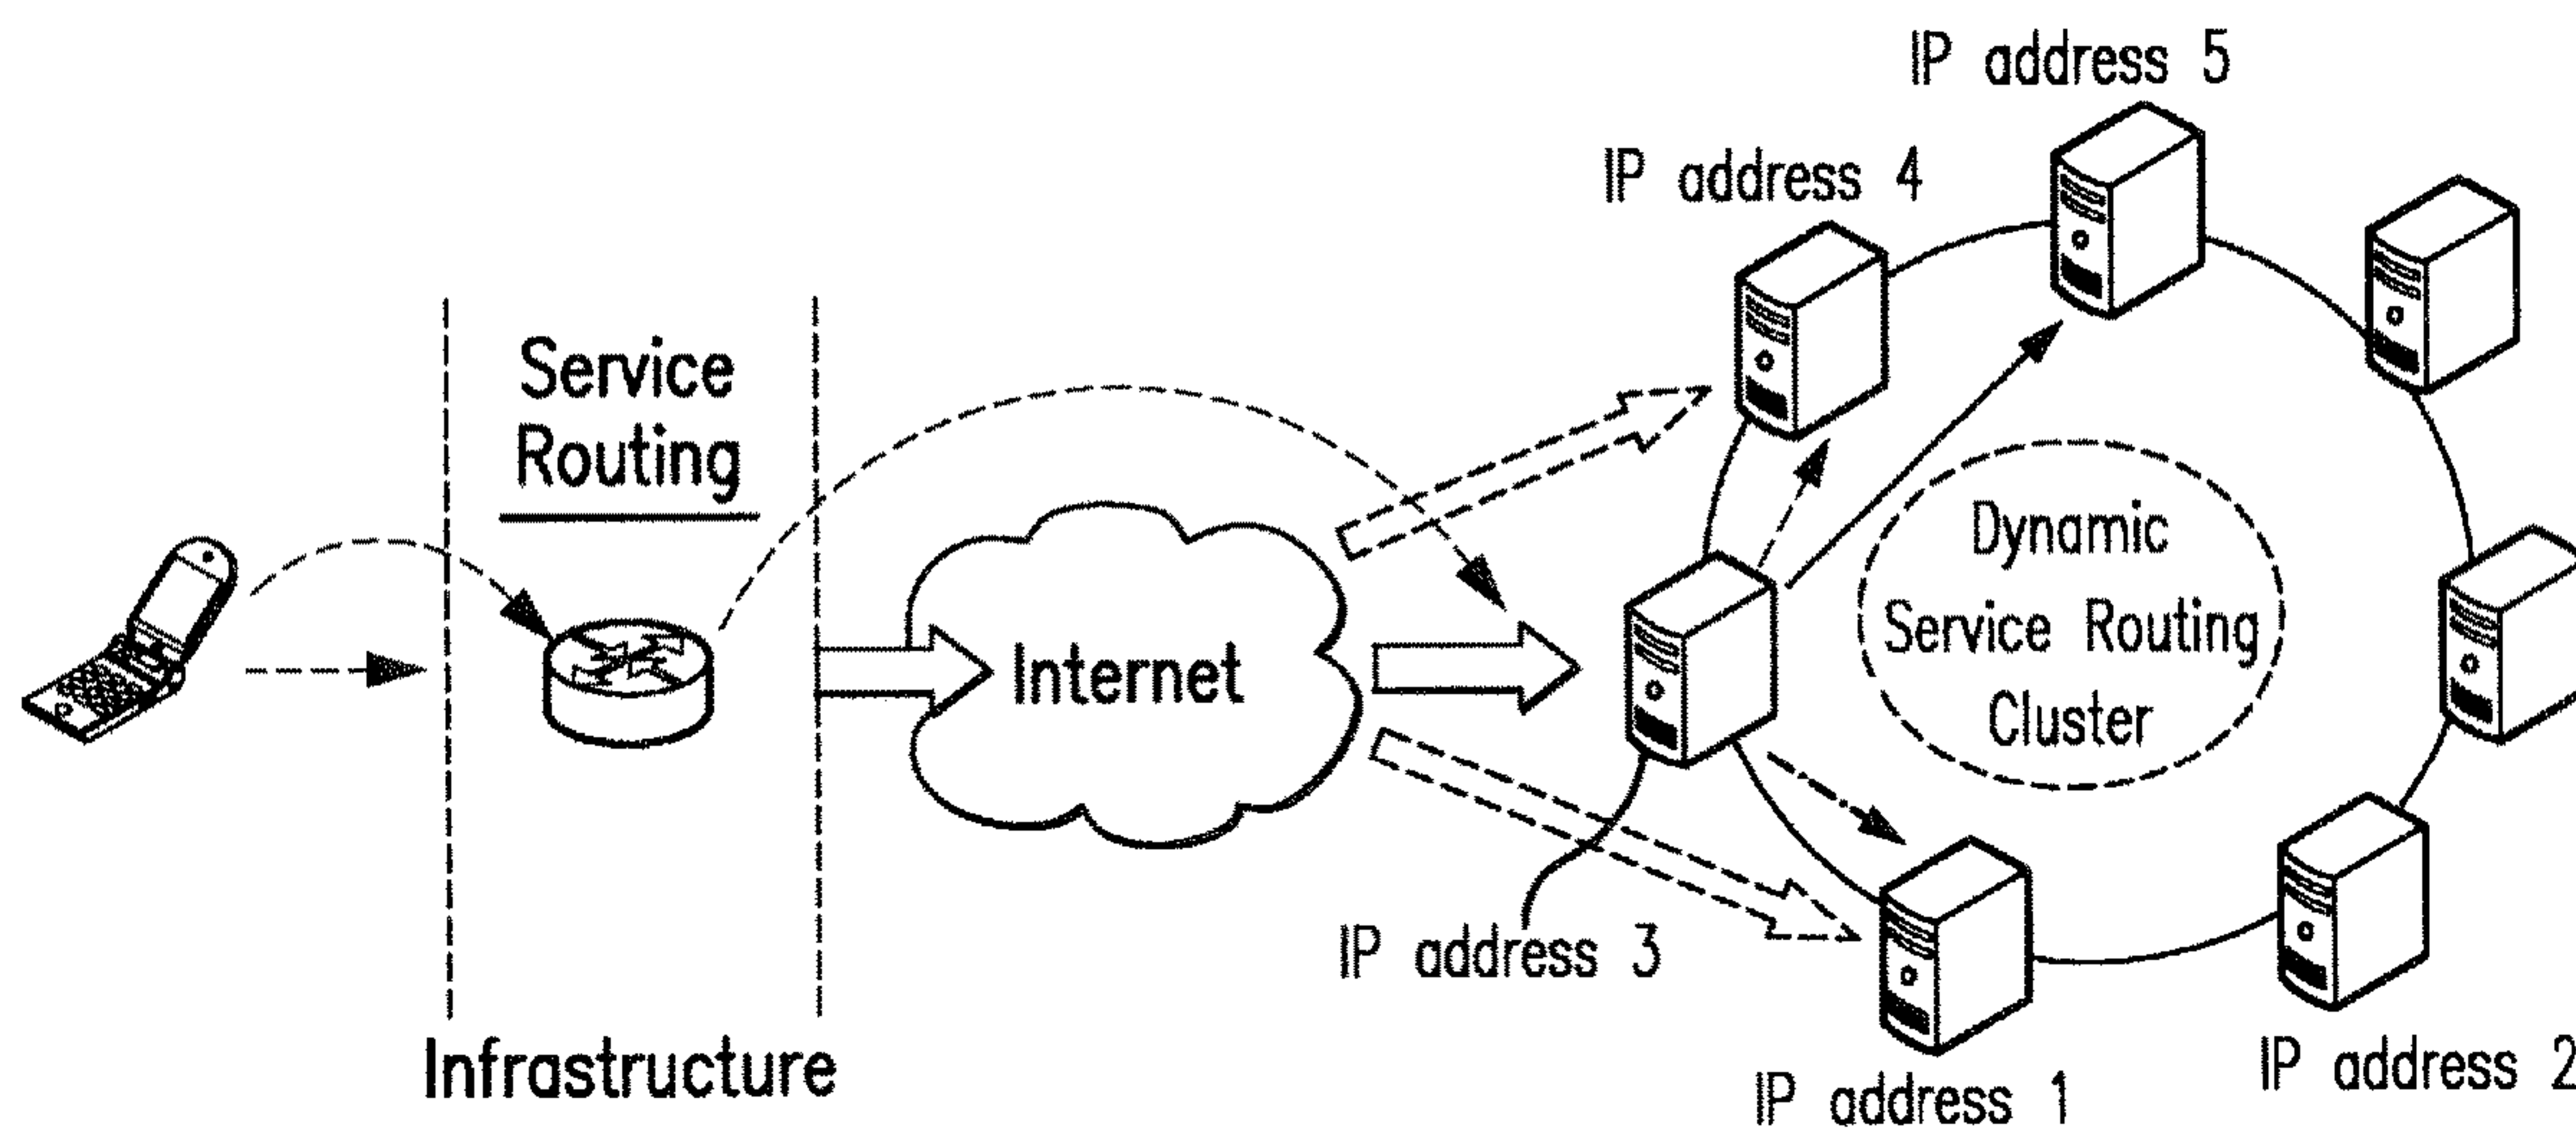 IP address 5
IP address 4
Service
Routing
Dynamic
Service Routing
Cluster
Internet
IP address 3
Infrastructure
IP address 1
IP address 2